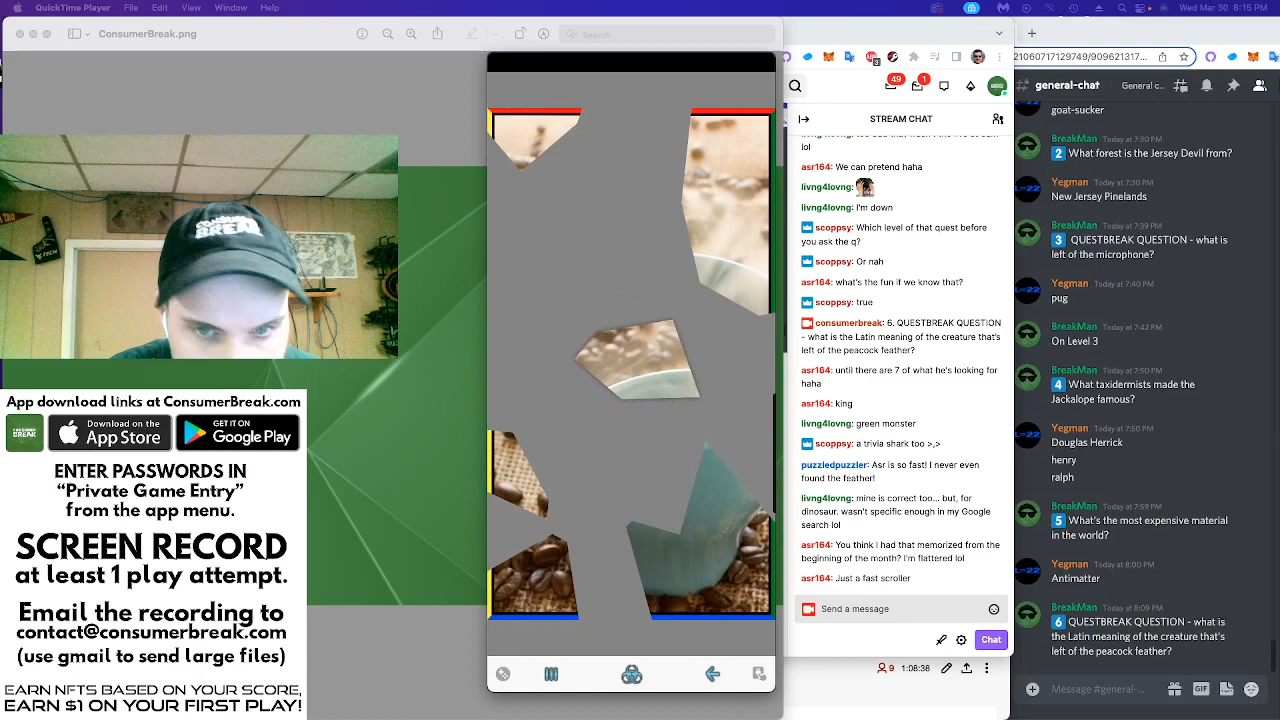 QuickTime Player File Edit View Window Help
Wed Mar 30 8:15 PM
ConsumerBreak.png
Search
App download links at ConsumerBreak.com
CONSUMER BREAK
Download on the App Store
GET IT ON Google Play
ENTER PASSWORDS IN
“Private Game Entry”
from the app menu.
SCREEN RECORD
at least 1 play attempt.
Email the recording to
contact@consumerbreak.com
(use gmail to send large files)
EARN NFTS BASED ON YOUR SCORE,
EARN $1 ON YOUR FIRST PLAY!
49
1
STREAM CHAT
lol
asr164: We can pretend haha
livng4lovng:
livng4lovng: I'm down
scoppsy: Which level of that quest before
you ask the q?
scoppsy: Or nah
asr164: what's the fun if we know that?
scoppsy: true
consumerbreak: 6. QUESTBREAK QUESTION
- what is the Latin meaning of the creature that's
left of the peacock feather?
asr164: until there are 7 of what he's looking for
haha
asr164: king
livng4lovng: green monster
scoppsy: a trivia shark too >,>
puzzledpuzzler: Asr is so fast! I never even
found the feather!
livng4lovng: mine is correct too... but, for
dinosaur. wasn't specific enough in my Google
search lol
asr164: You think I had that memorized from the
beginning of the month? I'm flattered lol
asr164: Just a fast scroller
Send a message
Chat
9 1:08:38
21060717129749/909621317...
general-chat General c...
goat-sucker
BreakMan Today at 7:30 PM
2 What forest is the Jersey Devil from?
Yegman Today at 7:30 PM
New Jersey Pinelands
BreakMan Today at 7:39 PM
3 QUESTBREAK QUESTION - what is
left of the microphone?
Yegman Today at 7:40 PM
pug
BreakMan Today at 7:42 PM
On Level 3
BreakMan Today at 7:50 PM
4 What taxidermists made the
Jackalope famous?
Yegman Today at 7:50 PM
Douglas Herrick
henry
ralph
BreakMan Today at 7:59 PM
5 What's the most expensive material
in the world?
Yegman Today at 8:00 PM
Antimatter
BreakMan Today at 8:09 PM
6 QUESTBREAK QUESTION - what is
the Latin meaning of the creature that's
left of the peacock feather?
Message #general-...
GIF